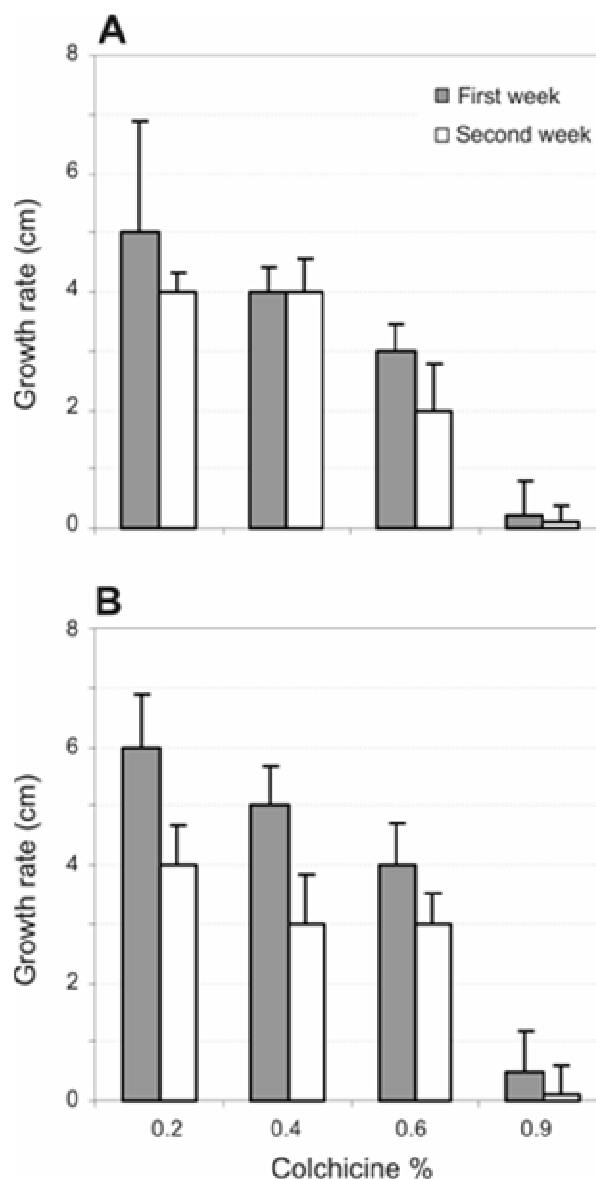 A
8
6
4
2
0
Growth rate (cm)
First week
Second week
B
8
6
4
2
0
Growth rate (cm)
0.2 0.4 0.6 0.9
Colchicine %